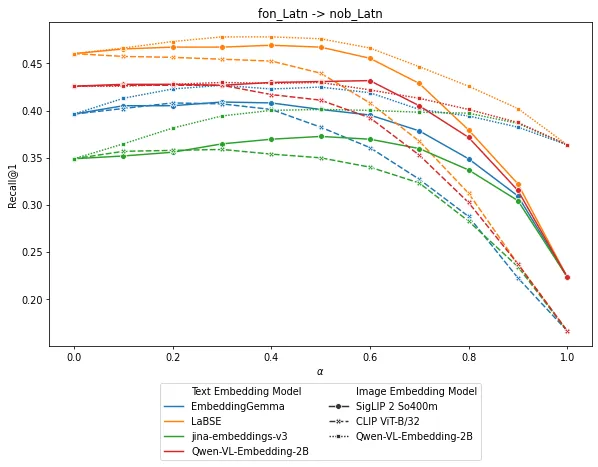 fon_Latn -> nob_Latn
Recall@1
0.45
0.40
0.35
0.30
0.25
0.20
0.0 0.2 0.4 0.6 0.8 1.0
α
Text Embedding Model
EmbeddingGemma
LaBSE
jina-embeddings-v3
Qwen-VL-Embedding-2B
Image Embedding Model
SigLIP 2 So400m
CLIP ViT-B/32
Qwen-VL-Embedding-2B